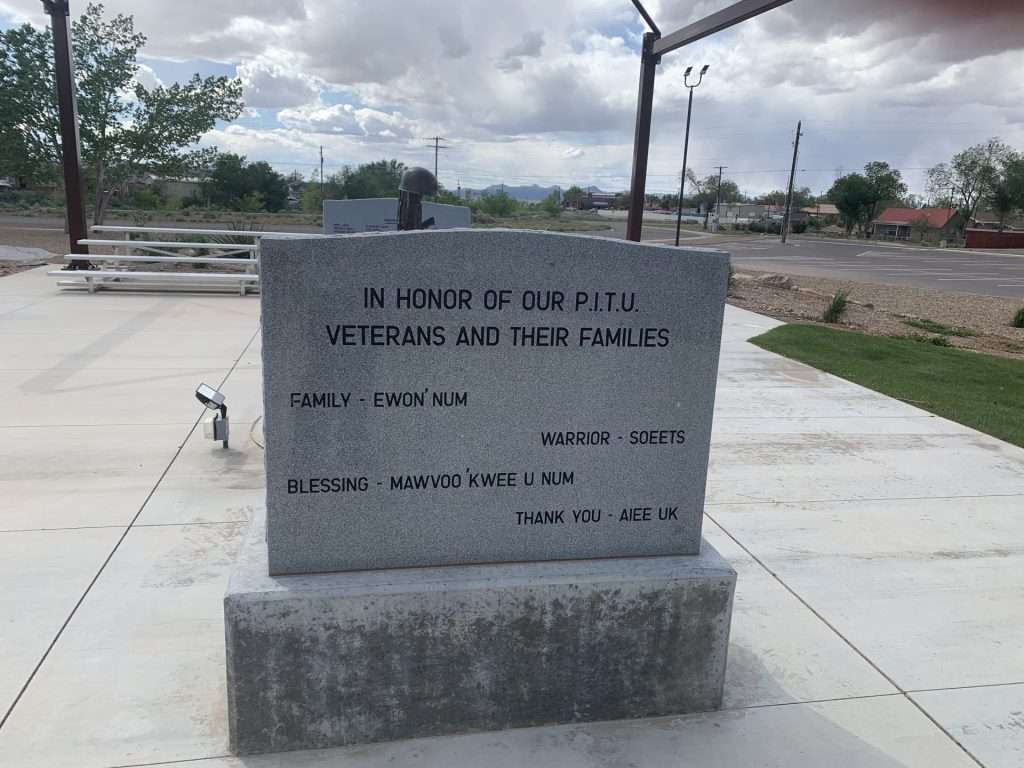 IN HONOR OF OUR P.I.T.U.
VETERANS AND THEIR FAMILIES
FAMILY - EWON'NUM
WARRIOR - SOEETS
BLESSING - MAWVOO'KWEE U NUM
THANK YOU - AIEE UK